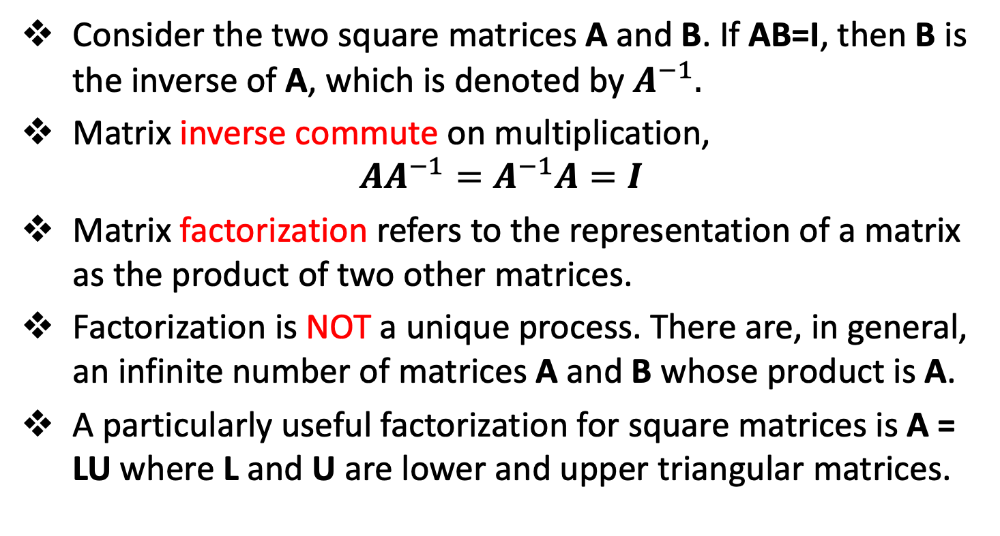 ❖ Consider the two square matrices A and B. If AB=I, then B is
the inverse of A, which is denoted by A⁻¹.
❖ Matrix inverse commute on multiplication,
AA⁻¹ = A⁻¹A = I
❖ Matrix factorization refers to the representation of a matrix
as the product of two other matrices.
❖ Factorization is NOT a unique process. There are, in general,
an infinite number of matrices A and B whose product is A.
❖ A particularly useful factorization for square matrices is A =
LU where L and U are lower and upper triangular matrices.